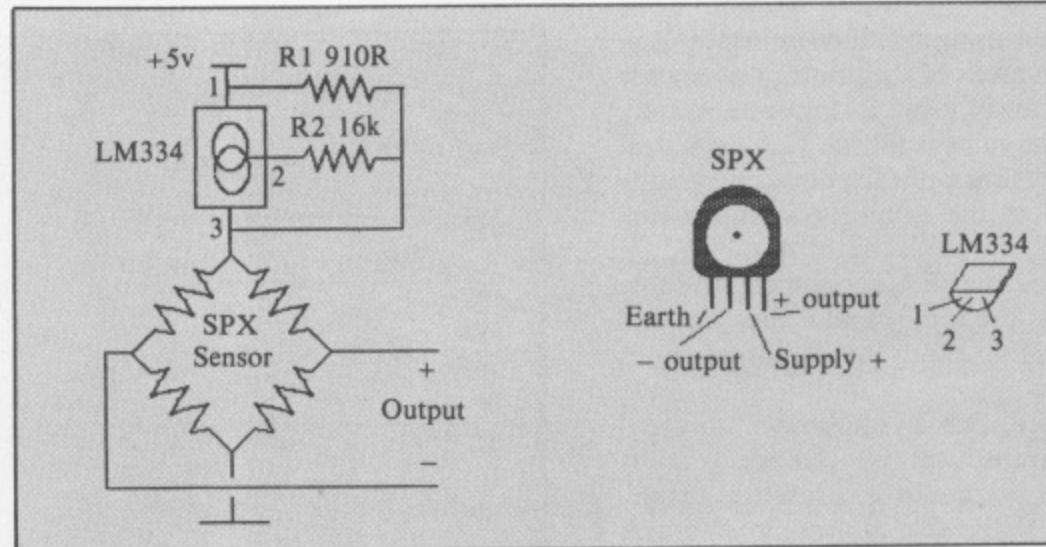 +5v
1
R1 910R
R2 16k
LM334
2
3
SPX
Sensor
+
Output
−
SPX
Earth
− output
+ output
Supply +
LM334
1
2
3